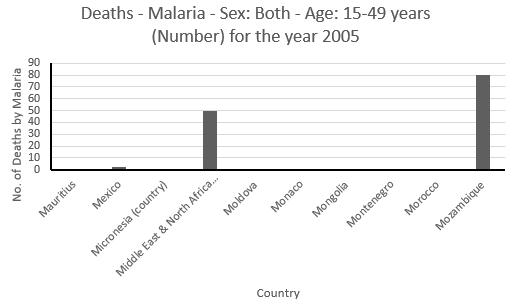 Deaths - Malaria - Sex: Both - Age: 15-49 years
(Number) for the year 2005
No. of Deaths by Malaria
90
80
70
60
50
40
30
20
10
0
Mauritius
Mexico
Micronesia (country)
Middle East & North Africa...
Moldova
Monaco
Mongolia
Montenegro
Morocco
Mozambique
Country